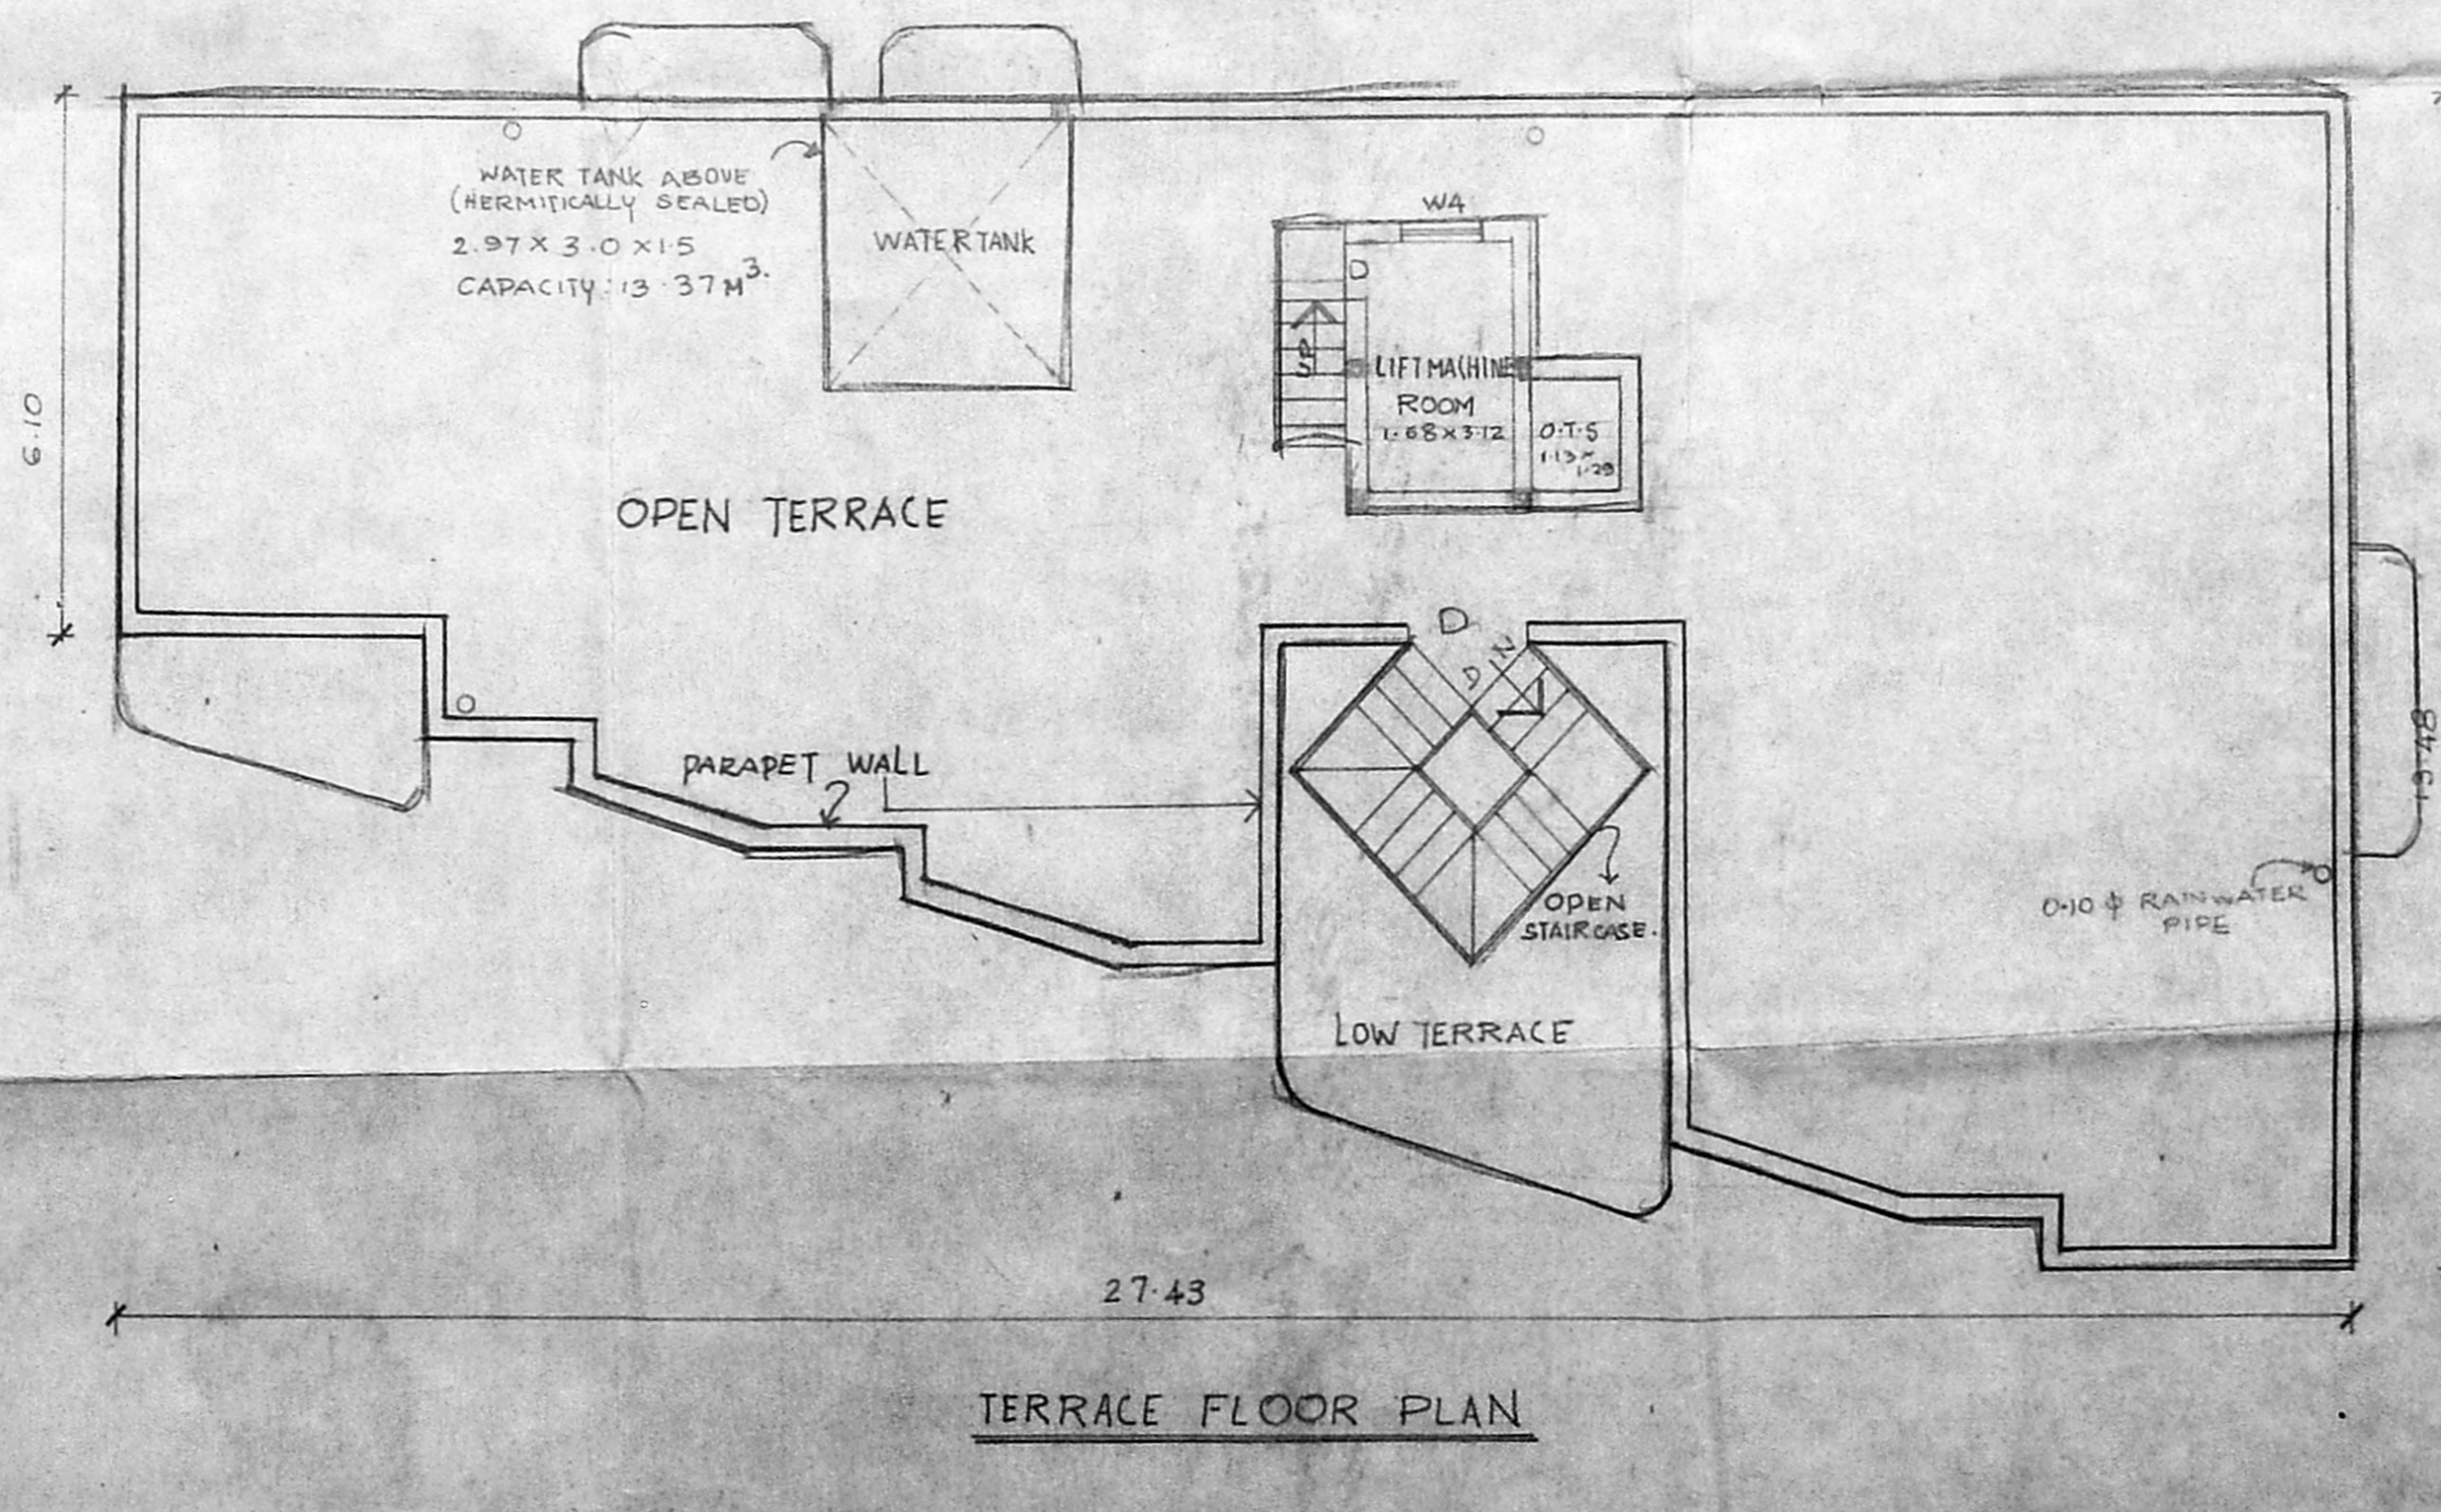 WATER TANK ABOVE
(HERMITICALLY SEALED)
2.97 X 3.0 X 1.5
CAPACITY: 13.37 M3.
WATER TANK
W4
D
UP
LIFT MACHINE
ROOM
1.68 X 3.12
O.T.S
1.13 X
1.29
6.10
OPEN TERRACE
D
DN
PARAPET WALL
OPEN
STAIRCASE.
13.48
0.10 ϕ RAINWATER
PIPE
LOW TERRACE
27.43
TERRACE FLOOR PLAN